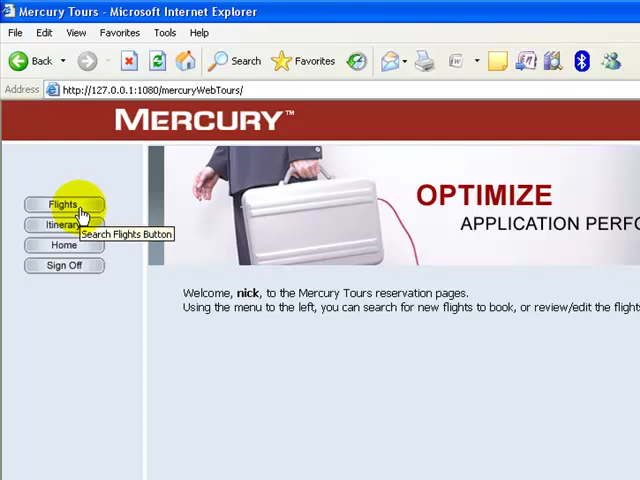 Mercury Tours - Microsoft Internet Explorer
File Edit View Favorites Tools Help
Back Search Favorites
Address http://127.0.0.1:1080/mercuryWebTours/
MERCURY™
Flights
Itinerary
Search Flights Button
Home
Sign Off
OPTIMIZE
APPLICATION PERFO
Welcome, nick, to the Mercury Tours reservation pages.
Using the menu to the left, you can search for new flights to book, or review/edit the flights